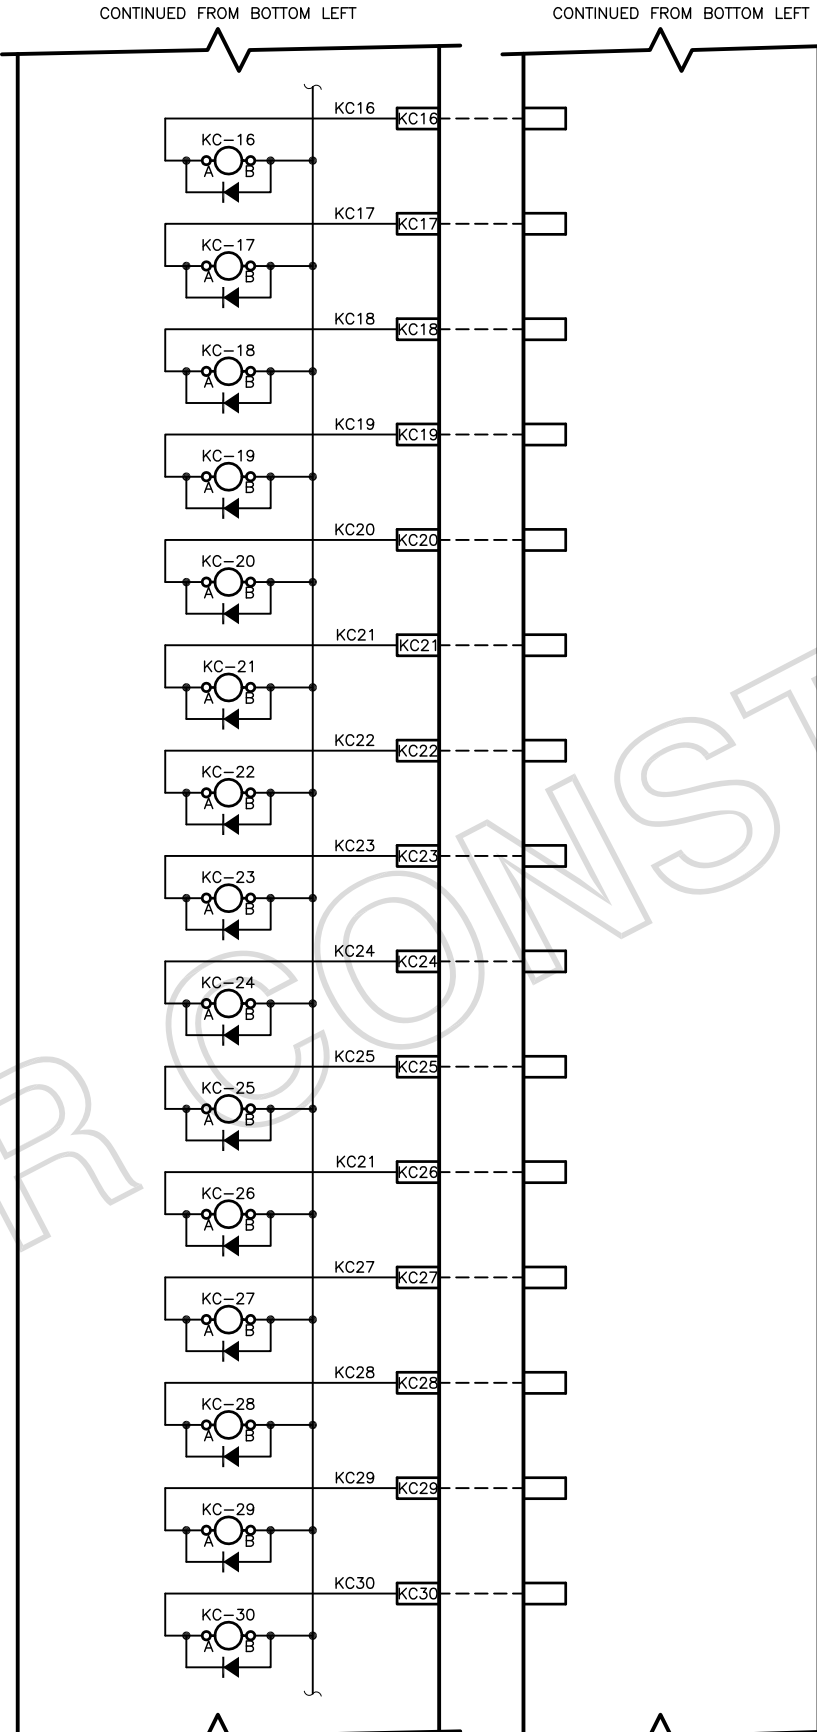 CONTINUED FROM BOTTOM LEFT CONTINUED FROM BOTTOM LEFT
KC16 KC16
KC-16
A B
KC17 KC17
KC-17
A B
KC18 KC18
KC-18
A B
KC19 KC19
KC-19
A B
KC20 KC20
KC-20
A B
KC21 KC21
KC-21
A B
KC22 KC22
KC-22
A B
KC23 KC23
KC-23
A B
KC24 KC24
KC-24
A B
KC25 KC25
KC-25
A B
KC21 KC26
KC-26
A B
KC27 KC27
KC-27
A B
KC28 KC28
KC-28
A B
KC29 KC29
KC-29
A B
KC30 KC30
KC-30
A B
R CONST